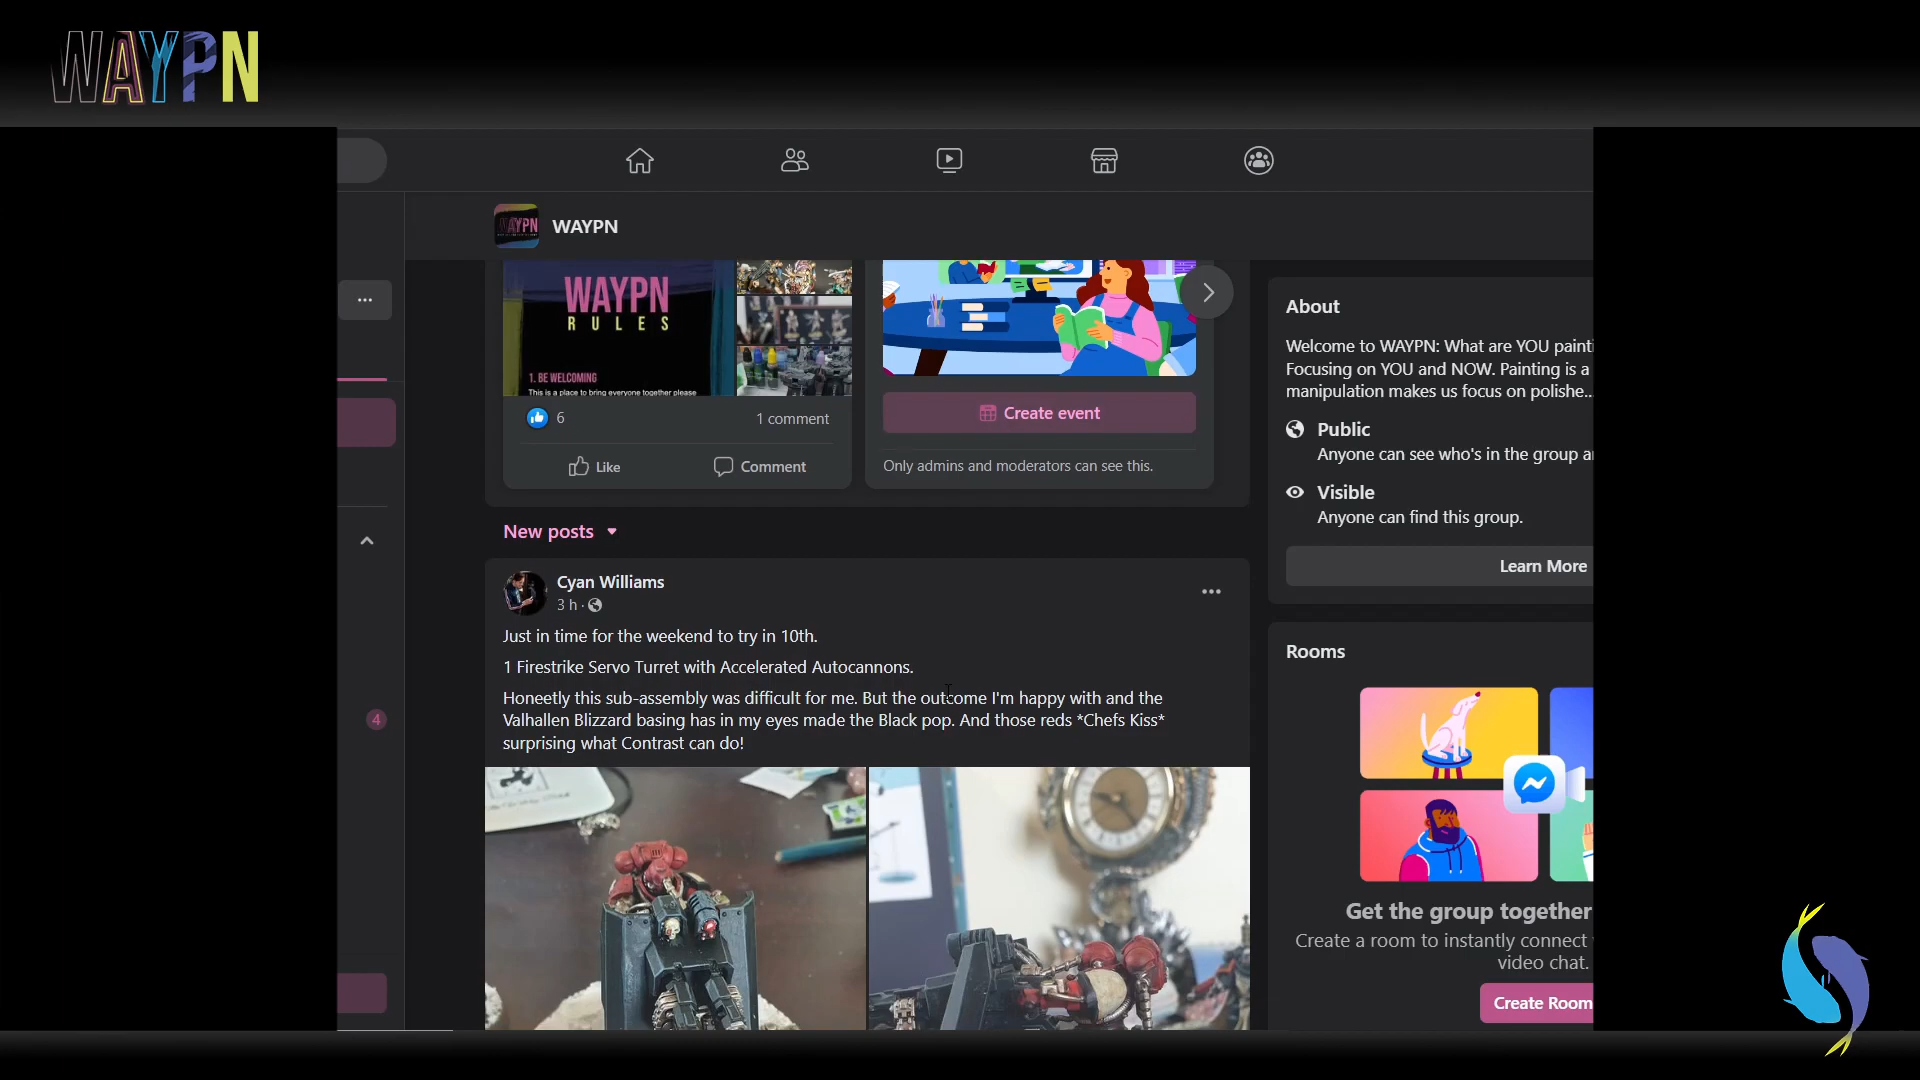 WAYPN
WAYPN
WAYPN
RULES
1. BE WELCOMING
This is a place to bring everyone together please
6
1 comment
Like
Comment
Create event
Only admins and moderators can see this.
New posts
Cyan Williams
3 h ·
Just in time for the weekend to try in 10th.
1 Firestrike Servo Turret with Accelerated Autocannons.
Honeetly this sub-assembly was difficult for me. But the outcome I'm happy with and the
Valhallen Blizzard basing has in my eyes made the Black pop. And those reds *Chefs Kiss*
surprising what Contrast can do!
4
About
Welcome to WAYPN: What are YOU painti
Focusing on YOU and NOW. Painting is a
manipulation makes us focus on polishe...
Public
Anyone can see who's in the group a
Visible
Anyone can find this group.
Learn More
Rooms
Get the group together
Create a room to instantly connect
video chat.
Create Room